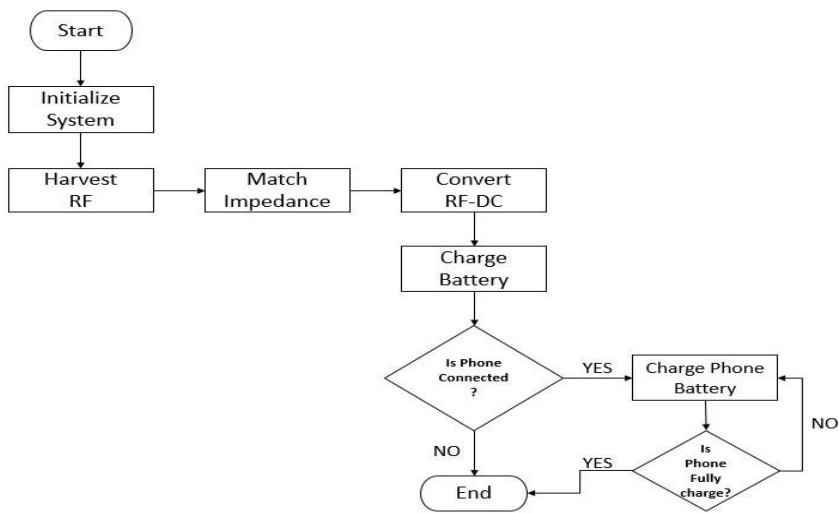 Start
Initialize
System
Harvest
RF
Match
Impedance
Convert
RF-DC
Charge
Battery
Is Phone
Connected
?
YES
Charge Phone
Battery
NO
NO
Is
Phone
Fully
charge?
YES
End